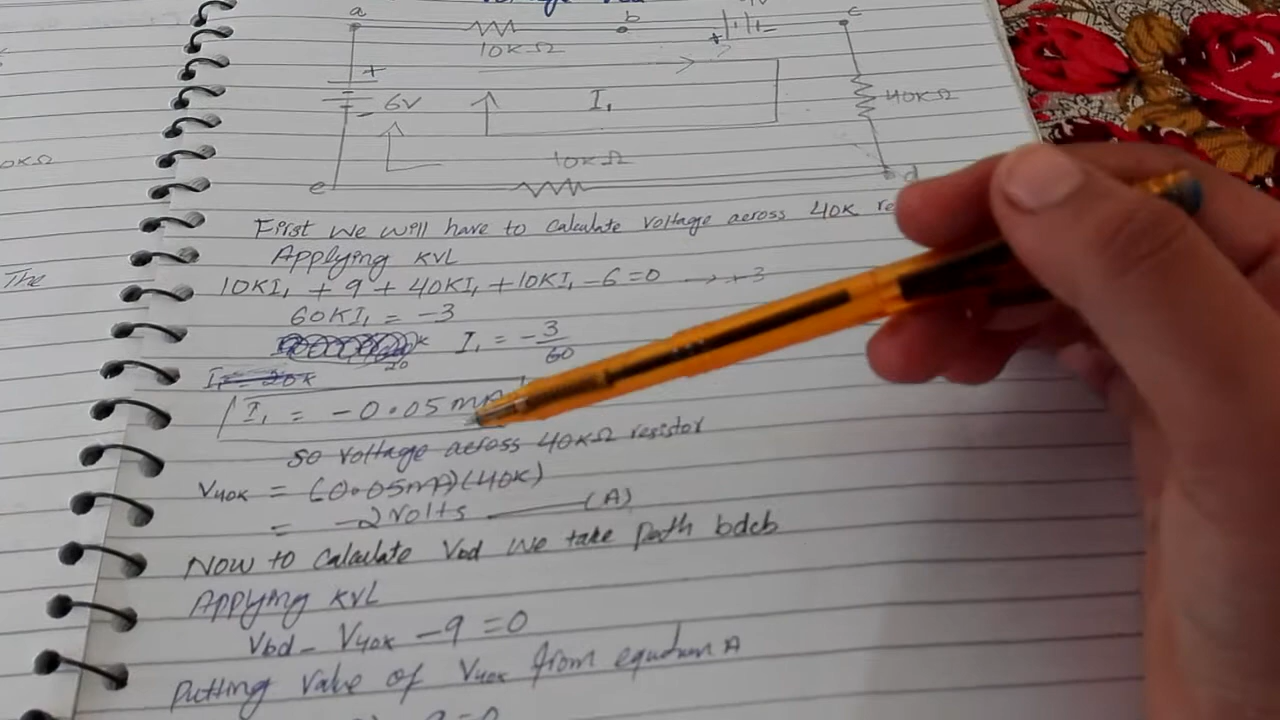 a
b
c
10KΩ
+
-
+
6V
-
I₁
40KΩ
10KΩ
e
d
First we will have to calculate voltage across 40K
Applying KVL
10KI₁ + 9 + 40KI₁ + 10KI₁ - 6 = 0 → +3
60KI₁ = -3
I₁ = -3/60
I₁ = -0.05mA
so voltage across 40KΩ resistor
V40K = (0.05mA)(40K)
= -2 Volts (A)
Now to calculate Vbd we take path bdcb
Applying KVL
Vbd - V40K - 9 = 0
Putting value of V40K from equation A
The